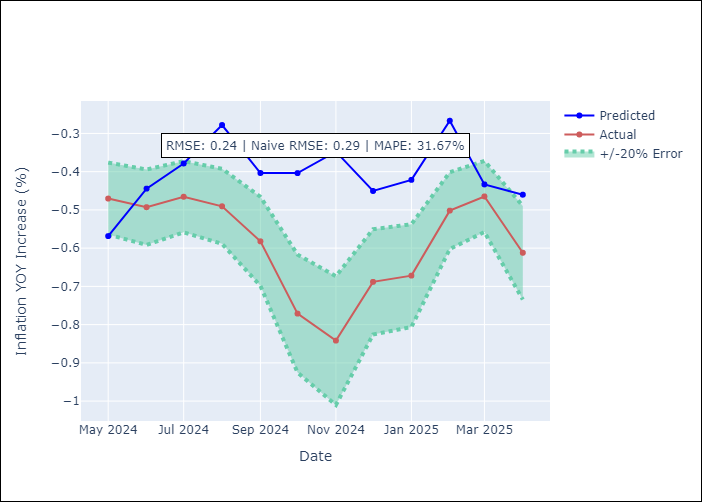 Predicted
Actual
+/-20% Error
RMSE: 0.24 | Naive RMSE: 0.29 | MAPE: 31.67%
Inflation YOY Increase (%)
−0.3
−0.4
−0.5
−0.6
−0.7
−0.8
−0.9
−1
May 2024
Jul 2024
Sep 2024
Nov 2024
Jan 2025
Mar 2025
Date